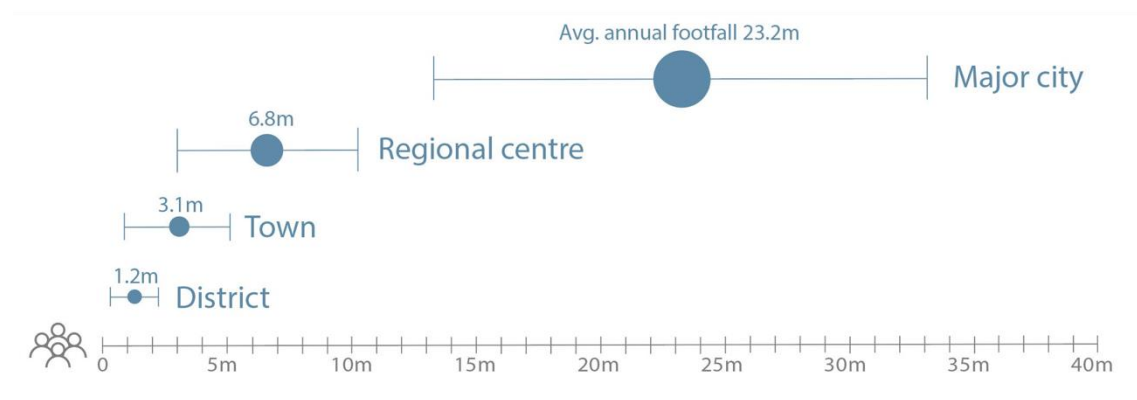 Avg. annual footfall 23.2m
Major city
6.8m
Regional centre
3.1m
Town
1.2m
District
0 5m 10m 15m 20m 25m 30m 35m 40m